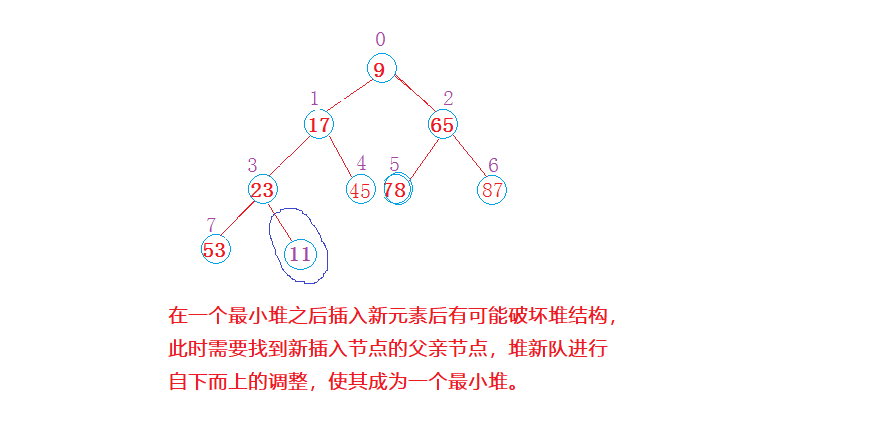 0
9
1 2
17 65
3 4 5 6
23 45 78 87
7
53 11
在一个最小堆之后插入新元素后有可能破坏堆结构,
此时需要找到新插入节点的父亲节点，堆新队进行
自下而上的调整，使其成为一个最小堆。